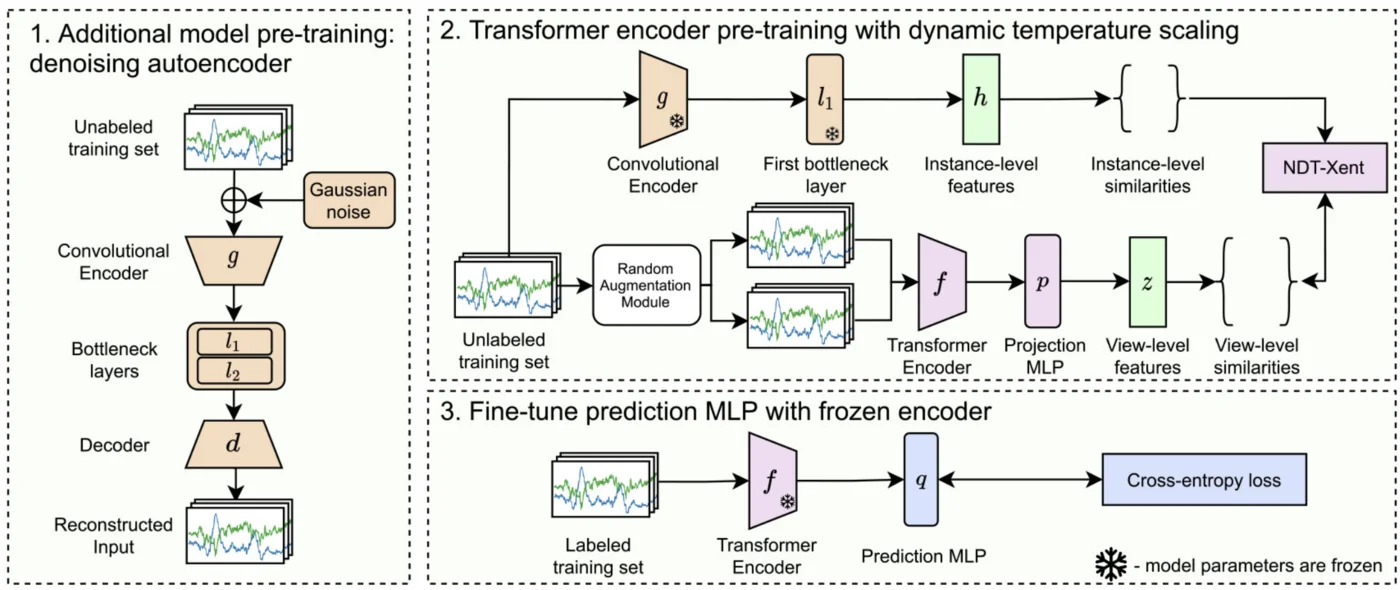 1. Additional model pre-training:
denoising autoencoder
Unabeled
training set
Gaussian
noise
Convolutional
Encoder
g
Bottleneck
layers
l1
l2
Decoder
d
Reconstructed
Input
2. Transformer encoder pre-training with dynamic temperature scaling
g
l1
h
Convolutional
Encoder
First bottleneck
layer
Instance-level
features
Instance-level
similarities
NDT-Xent
Unlabeled
training set
Random
Augmentation
Module
f
p
z
Transformer
Encoder
Projection
MLP
View-level
features
View-level
similarities
3. Fine-tune prediction MLP with frozen encoder
Labeled
training set
f
Transformer
Encoder
q
Prediction MLP
Cross-entropy loss
- model parameters are frozen